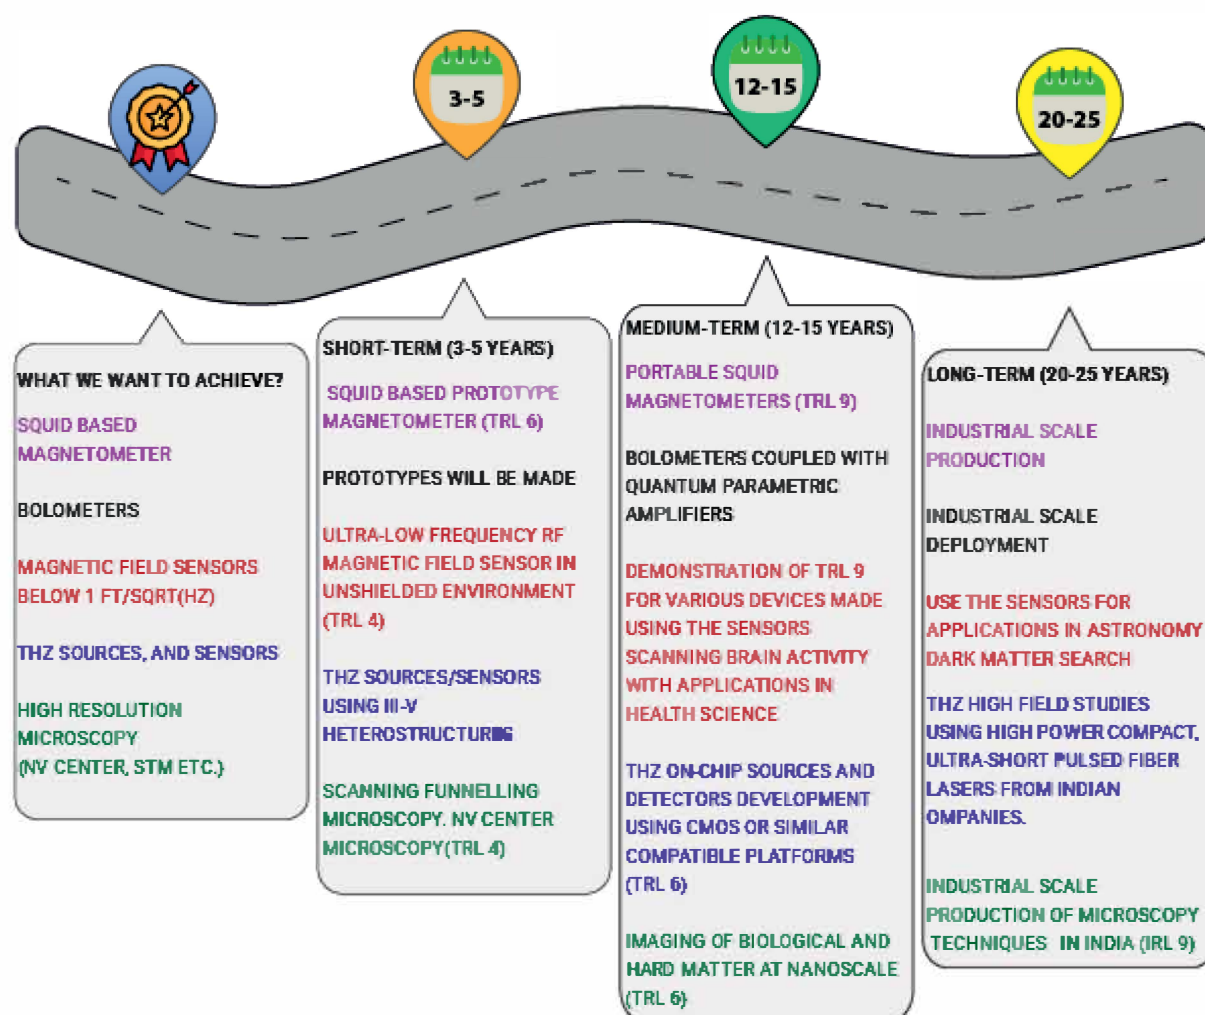 3-5
12-15
20-25
WHAT WE WANT TO ACHIEVE?
SQUID BASED
MAGNETOMETER
BOLOMETERS
MAGNETIC FIELD SENSORS
BELOW 1 FT/SQRT(HZ)
THZ SOURCES, AND SENSORS
HIGH RESOLUTION
MICROSCOPY
(NV CENTER, STM ETC.)
SHORT-TERM (3-5 YEARS)
SQUID BASED PROTOTYPE
MAGNETOMETER (TRL 6)
PROTOTYPES WILL BE MADE
ULTRA-LOW FREQUENCY RF
MAGNETIC FIELD SENSOR IN
UNSHIELDED ENVIRONMENT
(TRL 4)
THZ SOURCES/SENSORS
USING III-V
SCANNING FUNNELLING
MICROSCOPY. NV CENTER
MICROSCOPY(TRL 4)
MEDIUM-TERM (12-15 YEARS)
PORTABLE SQUID
MAGNETOMETERS (TRL 9)
BOLOMETERS COUPLED WITH
QUANTUM PARAMETRIC
AMPLIFIERS
DEMONSTRATION OF TRL 9
FOR VARIOUS DEVICES MADE
USING THE SENSORS
SCANNING BRAIN ACTIVITY
WITH APPLICATIONS IN
HEALTH SCIENCE
THZ ON-CHIP SOURCES AND
DETECTORS DEVELOPMENT
USING CMOS OR SIMILAR
COMPATIBLE PLATFORMS
(TRL 6)
IMAGING OF BIOLOGICAL AND
HARD MATTER AT NANOSCALE
(TRL 6)
LONG-TERM (20-25 YEARS)
INDUSTRIAL SCALE
PRODUCTION
INDUSTRIAL SCALE
DEPLOYMENT
USE THE SENSORS FOR
APPLICATIONS IN ASTRONOMY
DARK MATTER SEARCH
THZ HIGH FIELD STUDIES
USING HIGH POWER COMPACT,
ULTRA-SHORT PULSED FIBER
LASERS FROM INDIAN
OMPANIES.
INDUSTRIAL SCALE
PRODUCTION OF MICROSCOPY
TECHNIQUES IN INDIA (IRL 9)